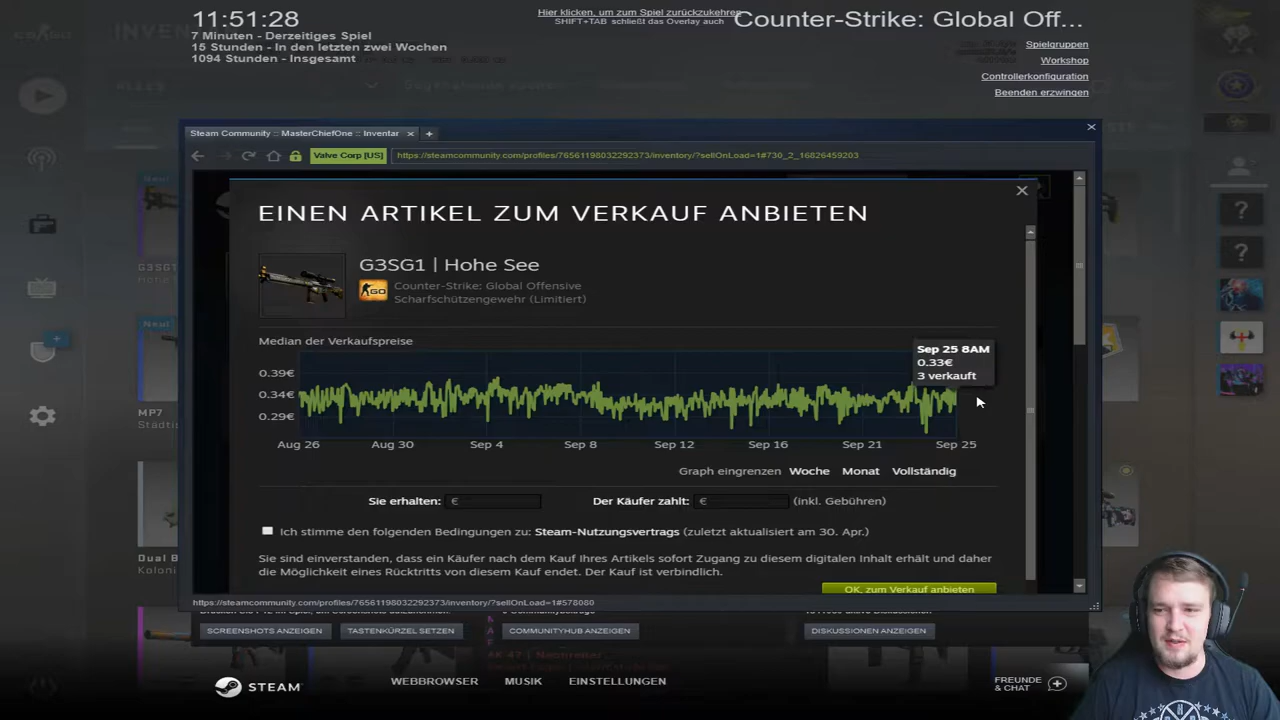 11:51:28
7 Minuten - Derzeitiges Spiel
15 Stunden - In den letzten zwei Wochen
1094 Stunden - Insgesamt
Hier klicken, um zum Spiel zurückzukehren
SHIFT+TAB schließt das Overlay auch
Counter-Strike: Global Off...
Spielgruppen
Workshop
Controllerkonfiguration
Beenden erzwingen
Steam Community :: MasterChiefOne :: Inventar
Valve Corp [US]
https://steamcommunity.com/profiles/76561198032292373/inventory/?sellOnLoad=1#730_2_16826459203
EINEN ARTIKEL ZUM VERKAUF ANBIETEN
G3SG1 | Hohe See
Counter-Strike: Global Offensive
Scharfschützengewehr (Limitiert)
GO
Median der Verkaufspreise
Sep 25 8AM
0.33€
3 verkauft
0.39€
0.34€
0.29€
Aug 26 Aug 30 Sep 4 Sep 8 Sep 12 Sep 16 Sep 21 Sep 25
Graph eingrenzen Woche Monat Vollständig
Sie erhalten: € Der Käufer zahlt: € (inkl. Gebühren)
Ich stimme den folgenden Bedingungen zu: Steam-Nutzungsvertrags (zuletzt aktualisiert am 30. Apr.)
Sie sind einverstanden, dass ein Käufer nach dem Kauf Ihres Artikels sofort Zugang zu diesem digitalen Inhalt erhält und daher
die Möglichkeit eines Rücktritts von diesem Kauf endet. Der Kauf ist verbindlich.
OK, zum Verkauf anbieten
https://steamcommunity.com/profiles/76561198032292373/inventory/?sellOnLoad=1#578080
SCREENSHOTS ANZEIGEN
TASTENKÜRZEL SETZEN
COMMUNITYHUB ANZEIGEN
DISKUSSIONEN ANZEIGEN
STEAM
WEBBROWSER
MUSIK
EINSTELLUNGEN
FREUNDE
& CHAT
Neu!
G3SG1
MP7
Dual B
Koloni